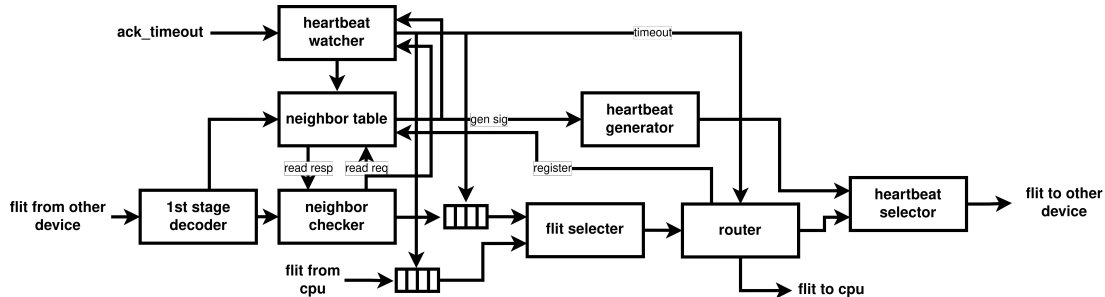 heartbeat
watcher
ack_timeout
timeout
neighbor table
gen sig
heartbeat
generator
read resp
read req
register
flit from other
device
1st stage
decoder
neighbor
checker
flit selecter
router
heartbeat
selector
flit to other
device
flit from
cpu
flit to cpu